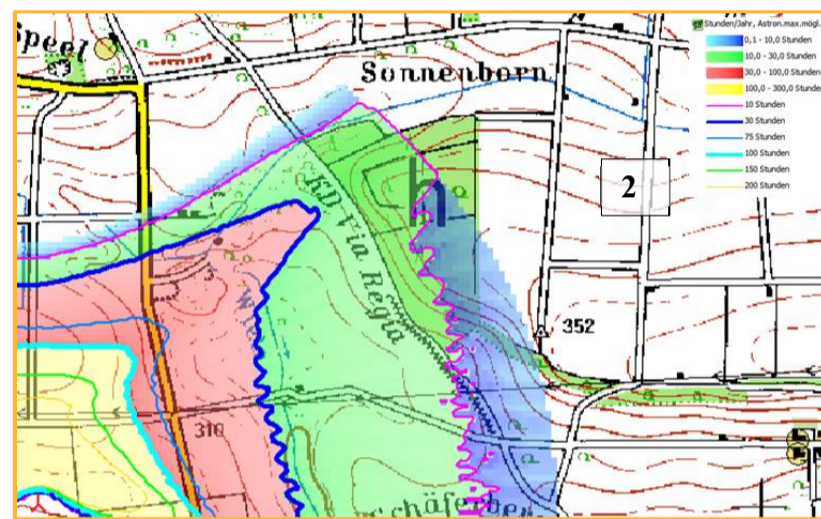 Speel
Sonnenborn
Stunden/Jahr, Astron.max.mögl.
0,1 - 10,0 Stunden
10,0 - 30,0 Stunden
30,0 - 100,0 Stunden
100,0 - 300,0 Stunden
10 Stunden
30 Stunden
75 Stunden
100 Stunden
150 Stunden
200 Stunden
h
2
KD Via Regia
352
310
Schäferber